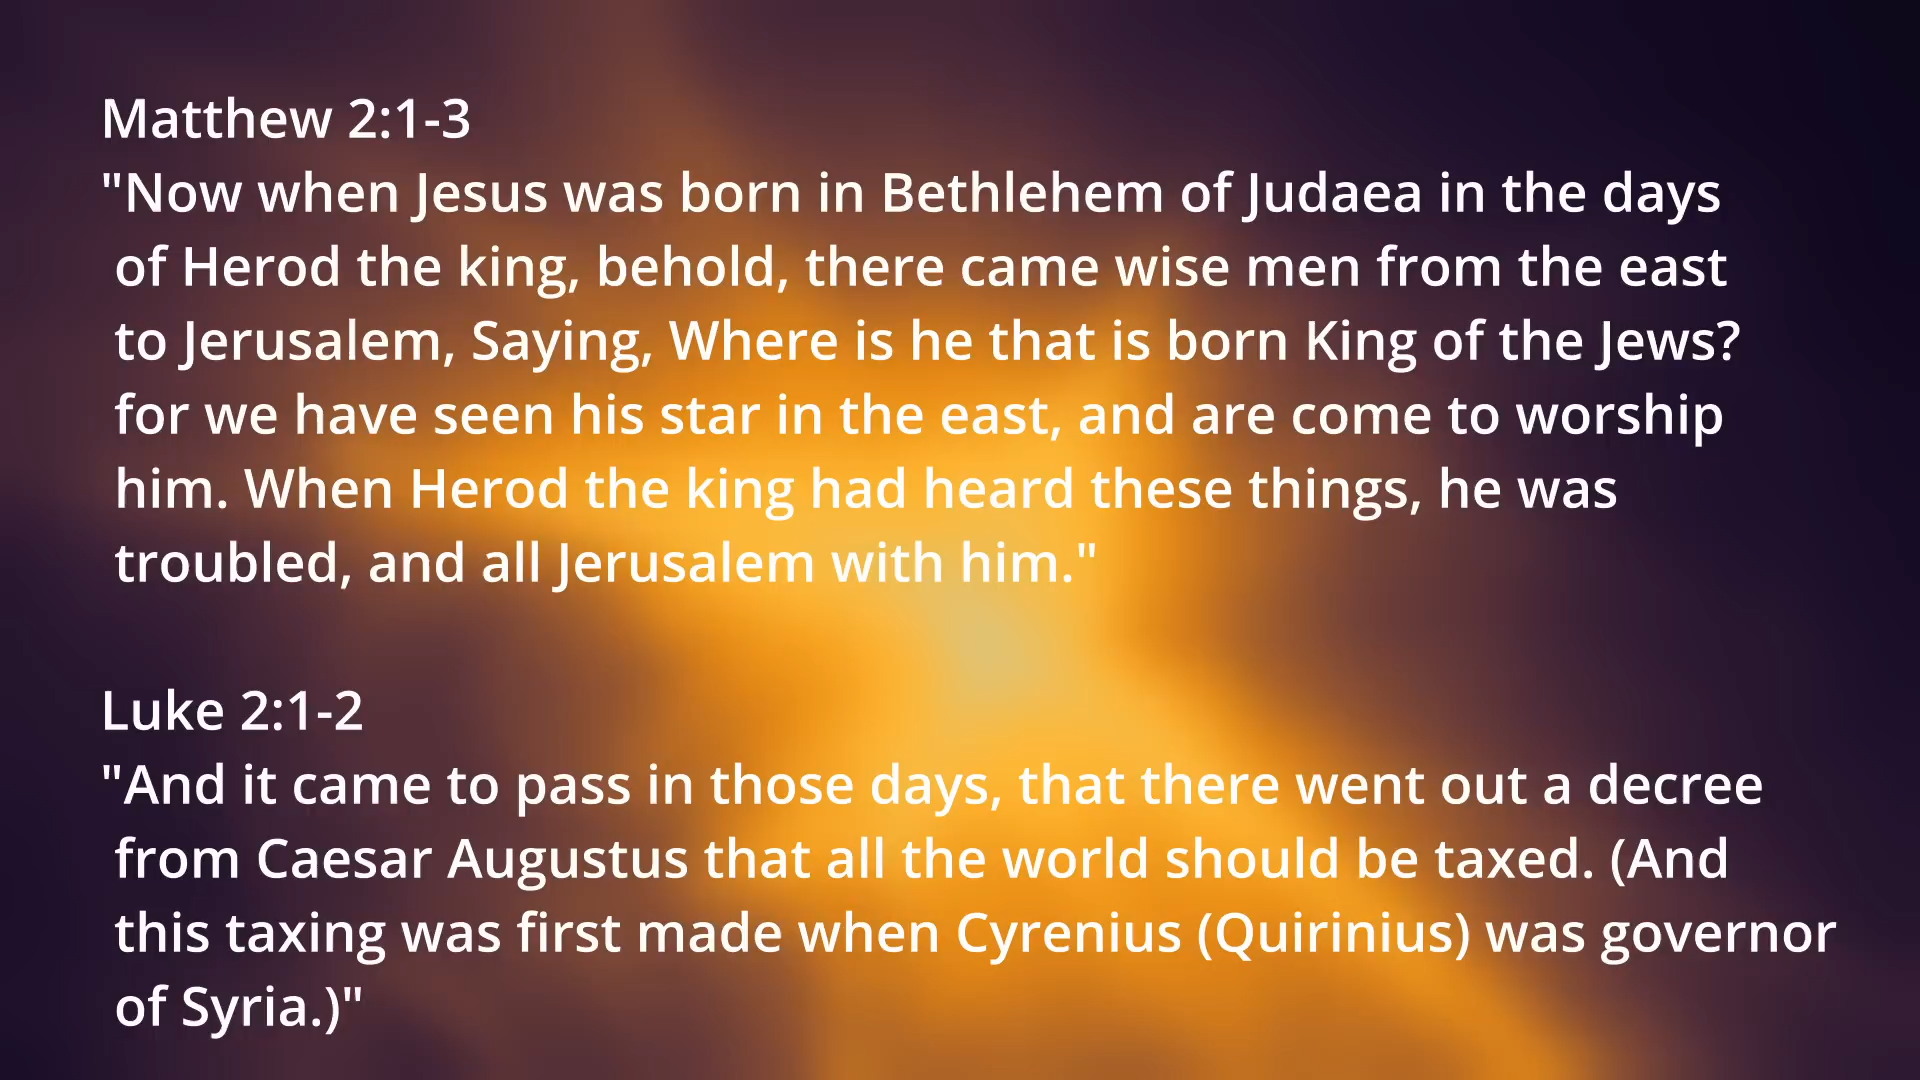 Matthew 2:1-3
"Now when Jesus was born in Bethlehem of Judaea in the days
of Herod the king, behold, there came wise men from the east
to Jerusalem, Saying, Where is he that is born King of the Jews?
for we have seen his star in the east, and are come to worship
him. When Herod the king had heard these things, he was
troubled, and all Jerusalem with him."
Luke 2:1-2
"And it came to pass in those days, that there went out a decree
from Caesar Augustus that all the world should be taxed. (And
this taxing was first made when Cyrenius (Quirinius) was governor
of Syria.)"